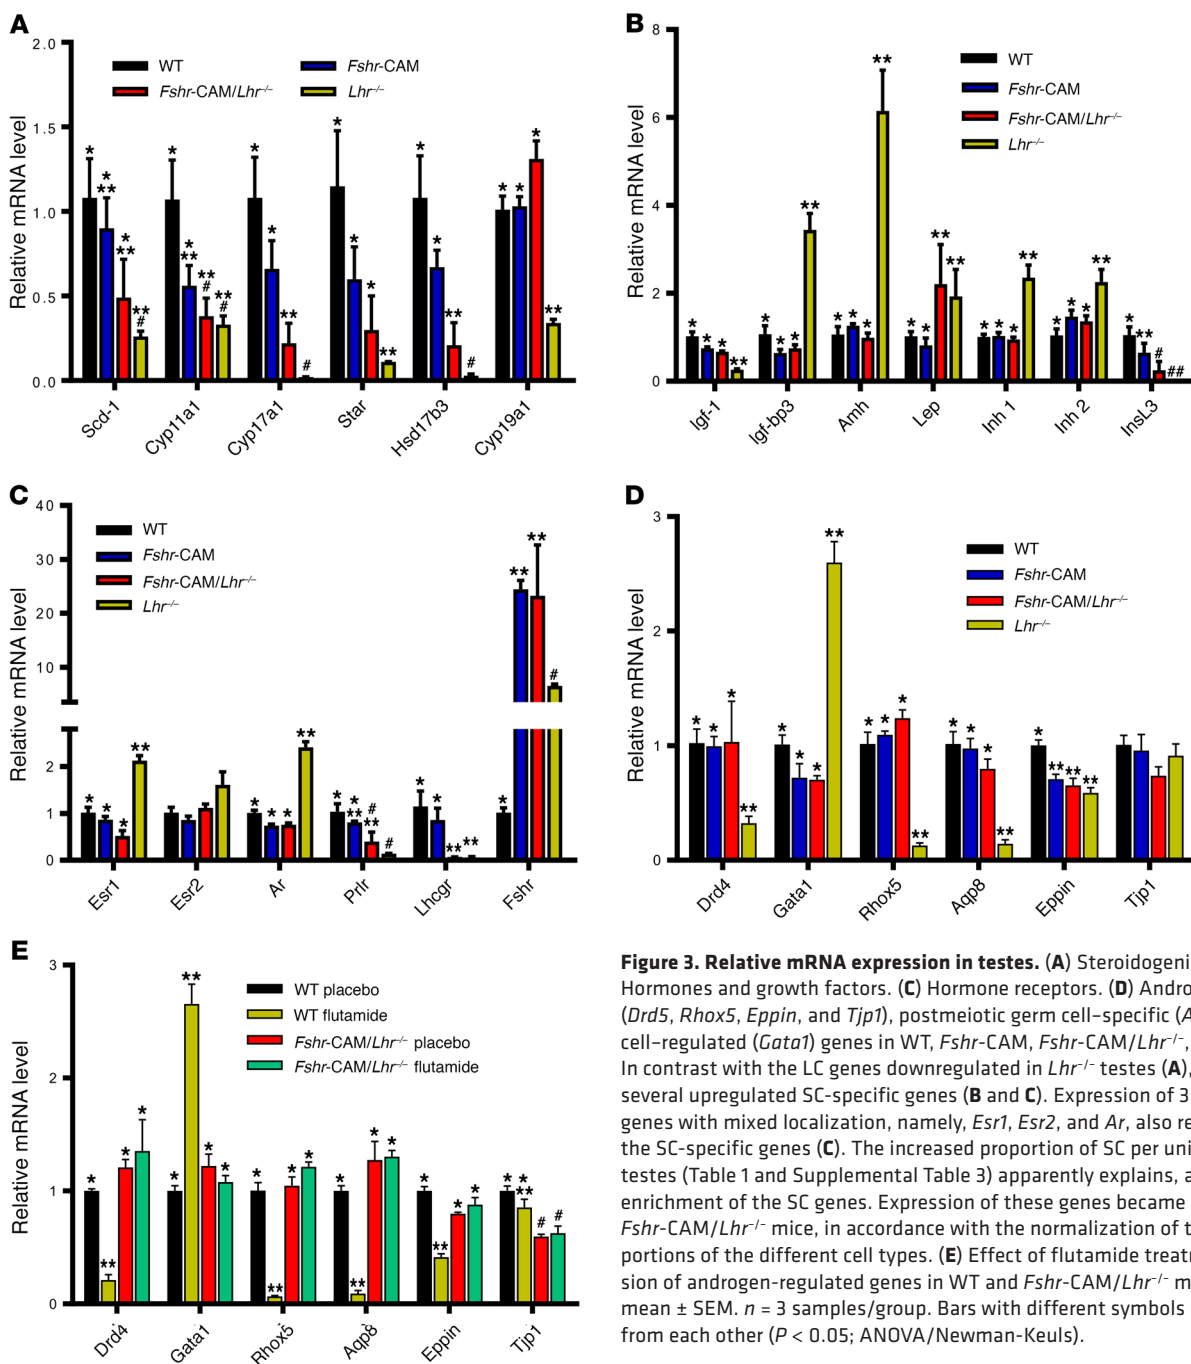 A
Relative mRNA level
2.0
1.5
1.0
0.5
0.0
WT
Fshr-CAM
Fshr-CAM/Lhr–/–
Lhr–/–
* * ** * ** ** #
* * ** ** # ** #
* * ** #
* * * **
* * ** #
* * *
Scd-1
Cyp11a1
Cyp17a1
Star
Hsd17b3
Cyp19a1
B
Relative mRNA level
8
6
4
2
0
WT
Fshr-CAM
Fshr-CAM/Lhr–/–
Lhr–/–
* * * **
* * * **
* * * **
* * ** **
* * * **
* * * **
* ** # ##
Igf-1
Igf-bp3
Amh
Lep
Inh 1
Inh 2
InsL3
C
Relative mRNA level
40
30
20
10
2
1
0
WT
Fshr-CAM
Fshr-CAM/Lhr–/–
Lhr–/–
* * * **
* * * **
* * ** # ** #
* * ** **
* ** ** #
Esr1
Esr2
Ar
Prlr
Lhcgr
Fshr
D
Relative mRNA level
3
2
1
0
WT
Fshr-CAM
Fshr-CAM/Lhr–/–
Lhr–/–
* * * **
* * * **
* * * **
* * * **
* ** ** **
Drd4
Gata1
Rhox5
Aqp8
Eppin
Tjp1
E
Relative mRNA level
3
2
1
0
WT placebo
WT flutamide
Fshr-CAM/Lhr–/– placebo
Fshr-CAM/Lhr–/– flutamide
* ** * *
* ** * *
* ** * *
* ** * *
* ** * *
* * ** # #
Drd4
Gata1
Rhox5
Aqp8
Eppin
Tjp1
Figure 3. Relative mRNA expression in testes. (A) Steroidogeni
Hormones and growth factors. (C) Hormone receptors. (D) Andro
(Drd5, Rhox5, Eppin, and Tjp1), postmeiotic germ cell–specific (A
cell–regulated (Gata1) genes in WT, Fshr-CAM, Fshr-CAM/Lhr–/–,
In contrast with the LC genes downregulated in Lhr–/– testes (A),
several upregulated SC-specific genes (B and C). Expression of 3
genes with mixed localization, namely, Esr1, Esr2, and Ar, also re
the SC-specific genes (C). The increased proportion of SC per uni
testes (Table 1 and Supplemental Table 3) apparently explains, a
enrichment of the SC genes. Expression of these genes became
Fshr-CAM/Lhr–/– mice, in accordance with the normalization of t
portions of the different cell types. (E) Effect of flutamide treat
sion of androgen-regulated genes in WT and Fshr-CAM/Lhr–/– m
mean ± SEM. n = 3 samples/group. Bars with different symbols
from each other (P < 0.05; ANOVA/Newman-Keuls).